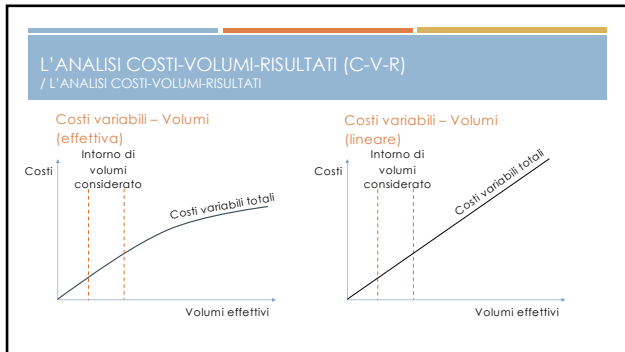 L'ANALISI COSTI-VOLUMI-RISULTATI (C-V-R)
/ L'ANALISI COSTI-VOLUMI-RISULTATI
Costi variabili – Volumi
(effettiva)
Intorno di
volumi
considerato
Costi
Costi variabili totali
Volumi effettivi
Costi variabili – Volumi
(lineare)
Intorno di
volumi
considerato
Costi
Costi variabili totali
Volumi effettivi